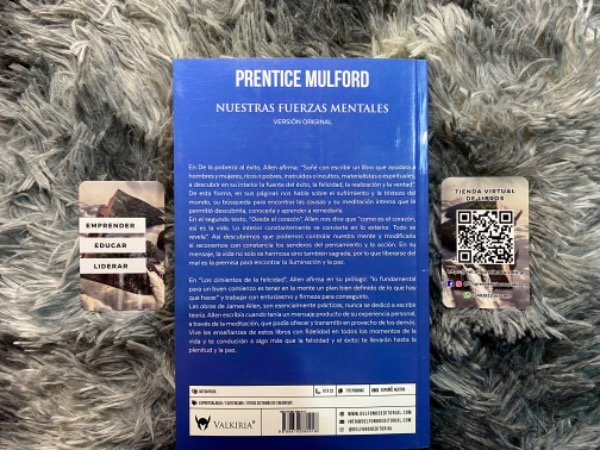 PRENTICE MULFORD
NUESTRAS FUERZAS MENTALES
VERSIÓN ORIGINAL
En De la pobreza al éxito, Allen afirma: "Soñé con escribir un libro que ayudara a
hombres y mujeres, ricos o pobres, instruidos o incultos, materialistas o espirituales,
a descubrir en su interior la fuente del éxito, la felicidad, la realización y la verdad".
De esta forma, en sus páginas nos habla sobre el sufrimiento y la tristeza del
mundo, su búsqueda para encontrar las causas y su meditación interna que le
permitió descubrirla, conocerla y aprender a remediarla.
En el segundo texto, "Desde el corazón", Allen nos dice que "como es el corazón,
así es la vida. Lo interior constantemente se convierte en lo exterior. Todo se
revela". Así descubrimos que podemos controlar nuestra mente y modificarla
si recorremos con constancia los senderos del pensamiento y la acción. En su
mensaje, la vida no solo es hermosa sino también sagrada, por lo que librarse del
mal es la premisa para encontrar la iluminación y la paz.
En "Los cimientos de la felicidad", Allen afirma en su prólogo: "lo fundamental
para un buen comienzo es tener en la mente un plan bien definido de lo que hay
que hacer" y trabajar con entusiasmo y firmeza para conseguirlo.
Las obras de James Allen, son esencialmente prácticas, nunca se dedicó a escribir
teoría. Allen escribía cuando tenía un mensaje producto de su experiencia personal,
a través de la meditación, que podía ofrecer y transmitir en provecho de los demás.
Vive las enseñanzas de estos libros con fidelidad en todos los momentos de la
vida y te conducirán a algo más que la felicidad y el éxito: te llevarán hasta la
plenitud y la paz.
EMPRENDER
EDUCAR
LIDERAR
TIENDA VIRTUAL
DE LIBROS
AUTOAYUDA
15 X 23
VALKIRIA
WWW.DELFONDOEDITORIAL.COM
INFO@DELFONDOEDITORIAL.COM
@DELFONDOEDITORIAL